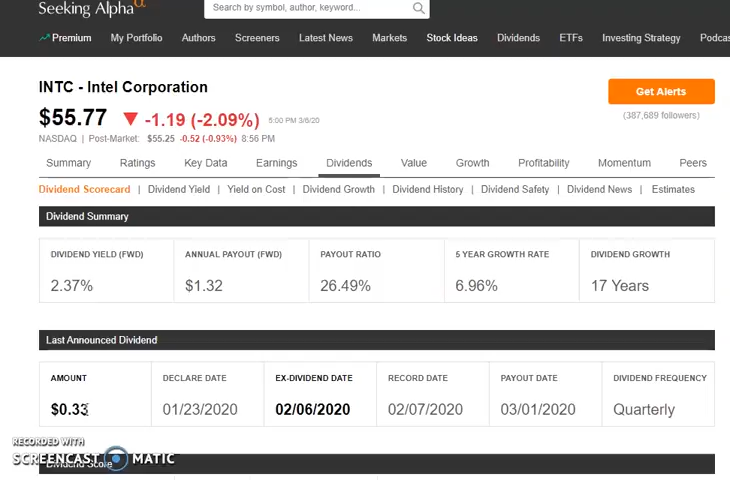 Seeking Alpha α
Search by symbol, author, keyword...
Premium My Portfolio Authors Screeners Latest News Markets Stock Ideas Dividends ETFs Investing Strategy Podcas
INTC - Intel Corporation
Get Alerts
$55.77 ▼ -1.19 (-2.09%) 5:00 PM 3/6/20
(387,689 followers)
NASDAQ | Post-Market: $55.25 -0.52 (-0.93%) 8:56 PM
Summary Ratings Key Data Earnings Dividends Value Growth Profitability Momentum Peers
Dividend Scorecard | Dividend Yield | Yield on Cost | Dividend Growth | Dividend History | Dividend Safety | Dividend News | Estimates
Dividend Summary
DIVIDEND YIELD (FWD) ANNUAL PAYOUT (FWD) PAYOUT RATIO 5 YEAR GROWTH RATE DIVIDEND GROWTH
2.37% $1.32 26.49% 6.96% 17 Years
Last Announced Dividend
AMOUNT DECLARE DATE EX-DIVIDEND DATE RECORD DATE PAYOUT DATE DIVIDEND FREQUENCY
$0.33 01/23/2020 02/06/2020 02/07/2020 03/01/2020 Quarterly
RECORDED WITH
SCREENCAST MATIC
Dividend Score